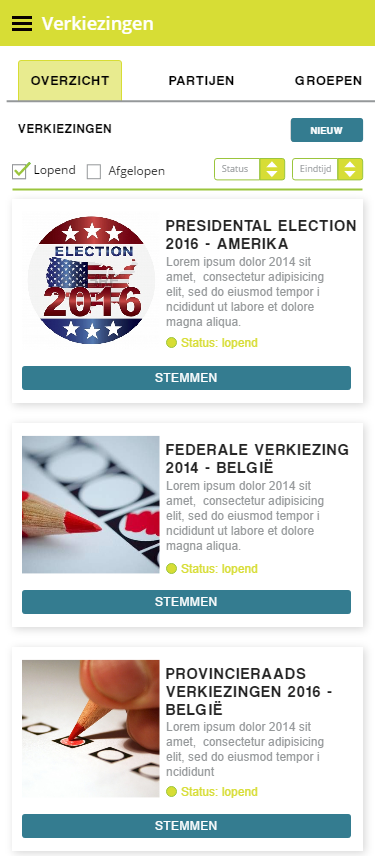 Verkiezingen
OVERZICHT PARTIJEN GROEPEN
VERKIEZINGEN NIEUW
Lopend Afgelopen Status Eindtijd
ELECTION
2016
PRESIDENTAL ELECTION
2016 - AMERIKA
Lorem ipsum dolor 2014 sit
amet, consectetur adipisicing
elit, sed do eiusmod tempor i
ncididunt ut labore et dolore
magna aliqua.
Status: lopend
STEMMEN
FEDERALE VERKIEZING
2014 - BELGIË
Lorem ipsum dolor 2014 sit
amet, consectetur adipisicing
elit, sed do eiusmod tempor i
ncididunt ut labore et dolore
magna aliqua.
Status: lopend
STEMMEN
PROVINCIERAADS
VERKIEZINGEN 2016 -
BELGIË
Lorem ipsum dolor 2014 sit
amet, consectetur adipisicing
elit, sed do eiusmod tempor i
ncididunt
Status: lopend
STEMMEN